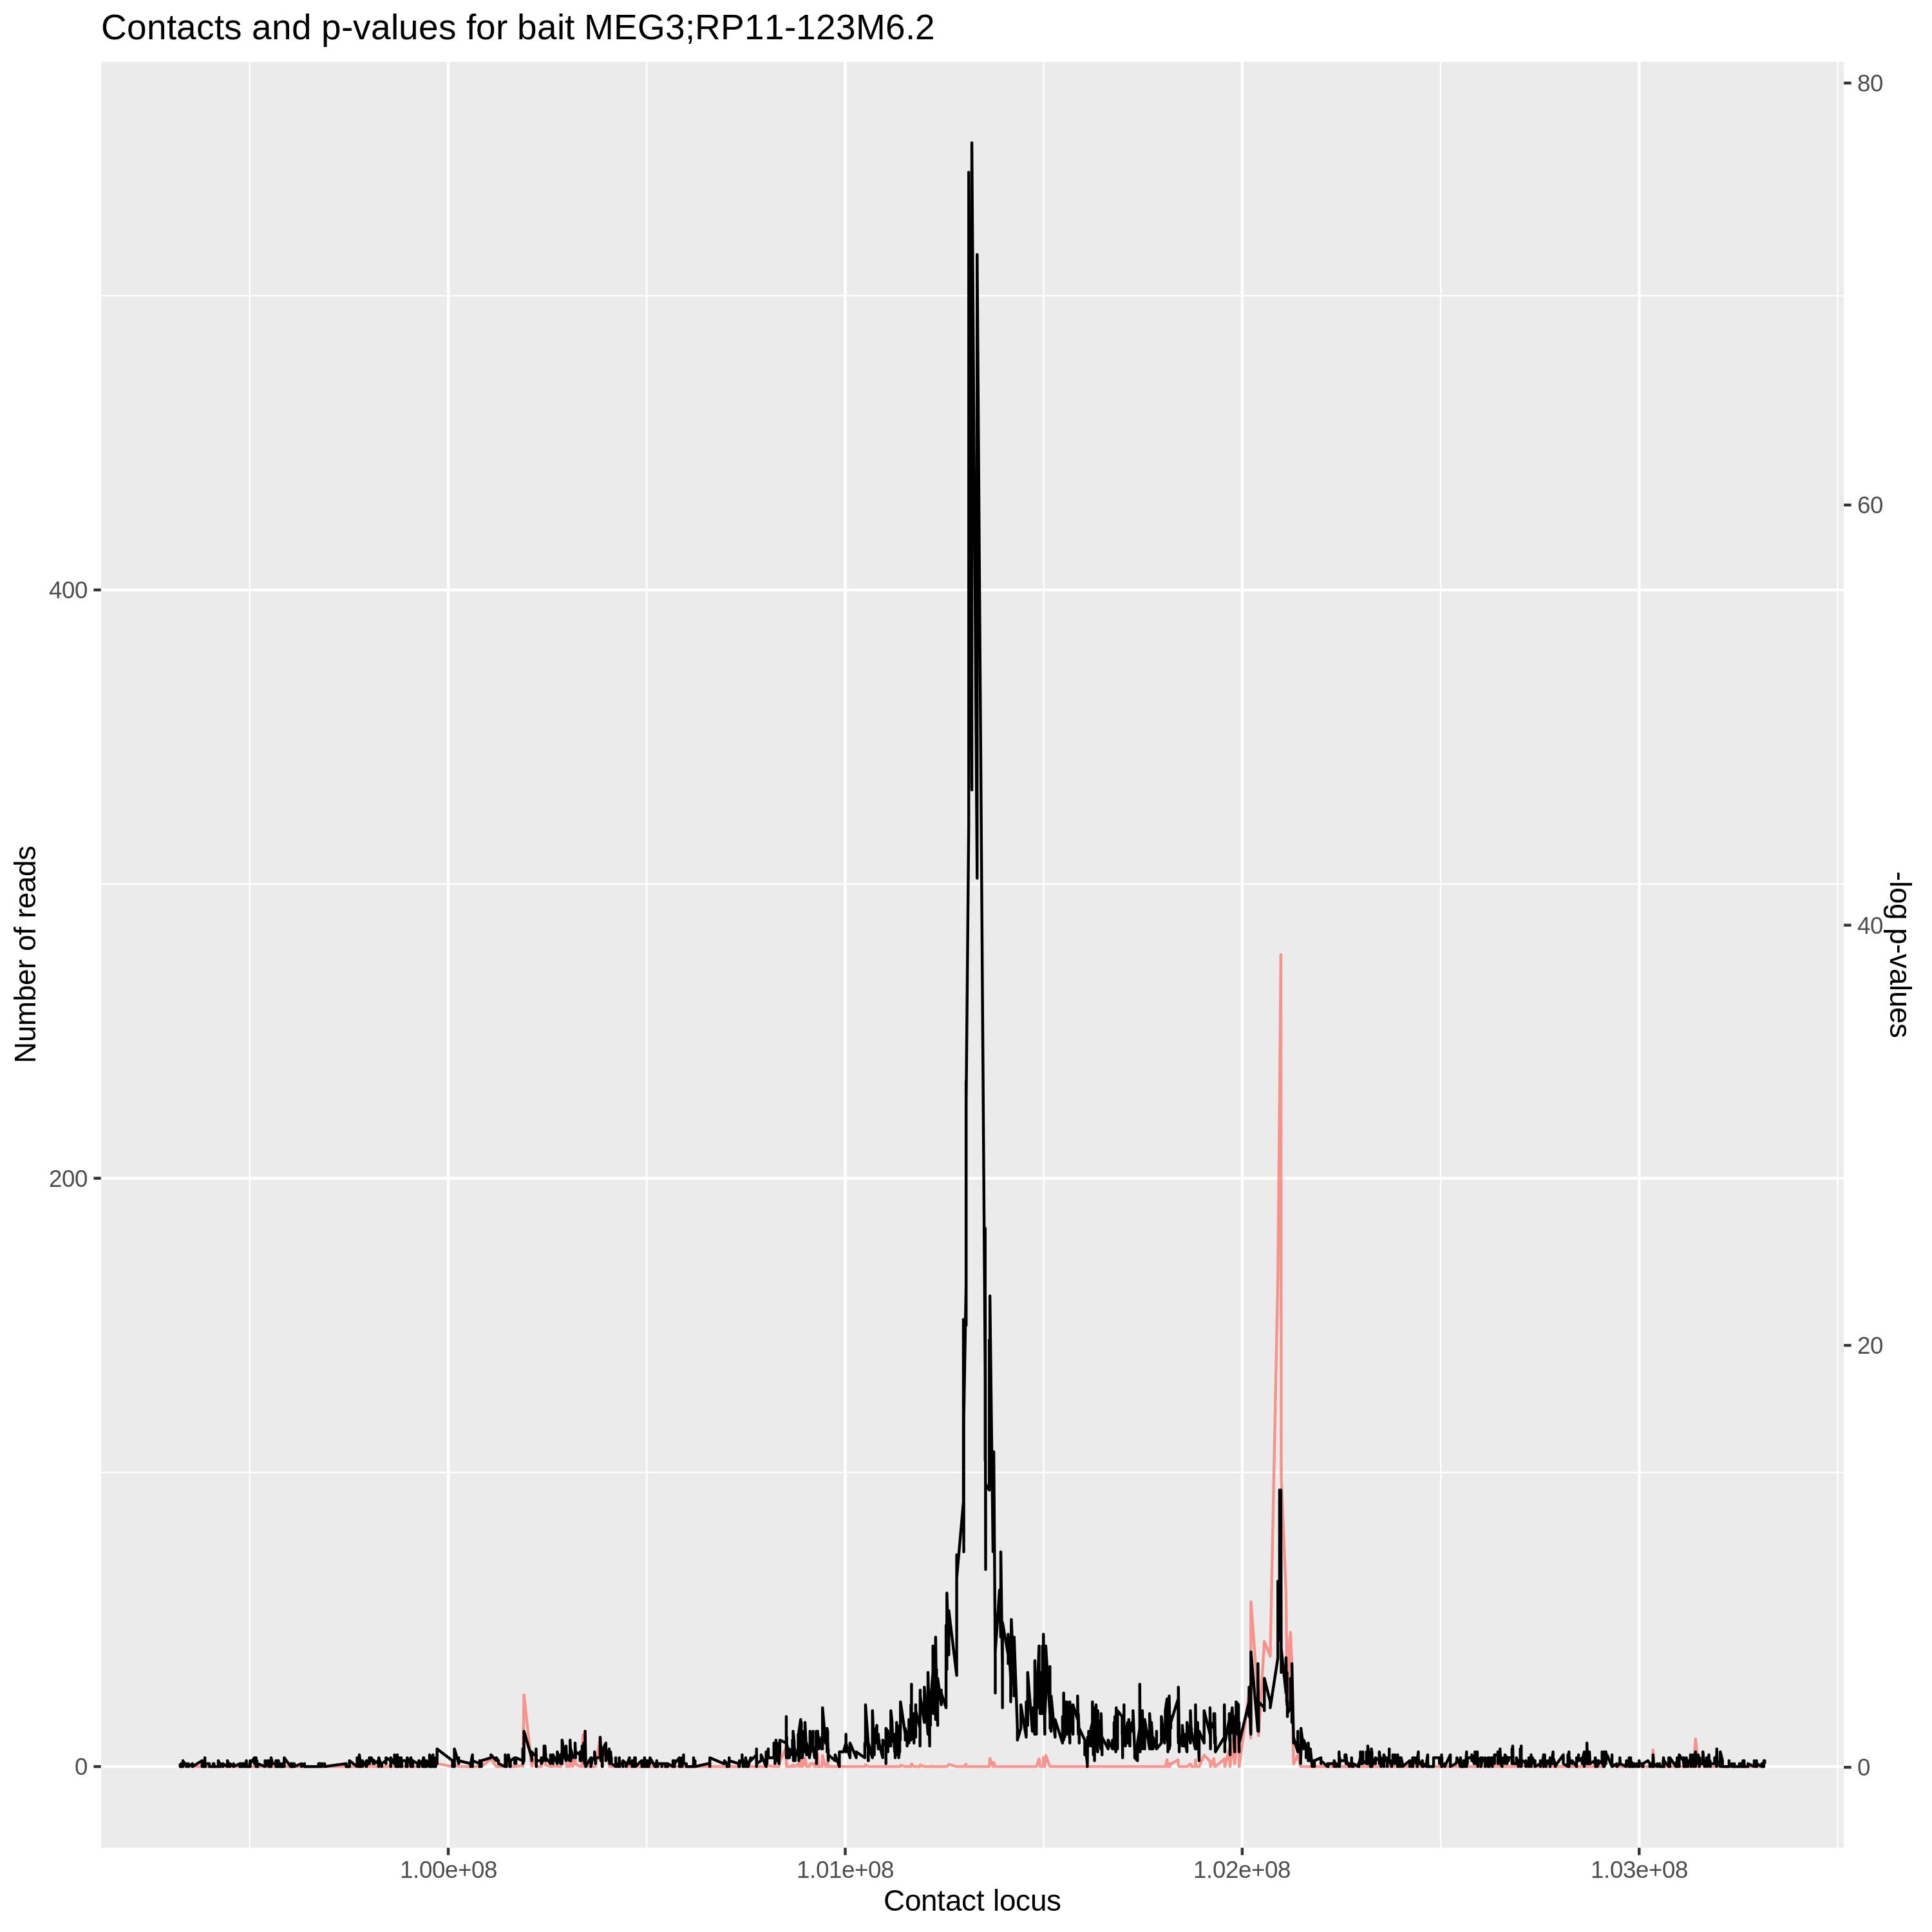 Contacts and p-values for bait MEG3;RP11-123M6.2
80
60
400
Number of reads
40
-log p-values
200
20
0
0
1.00e+08
1.01e+08
1.02e+08
1.03e+08
Contact locus